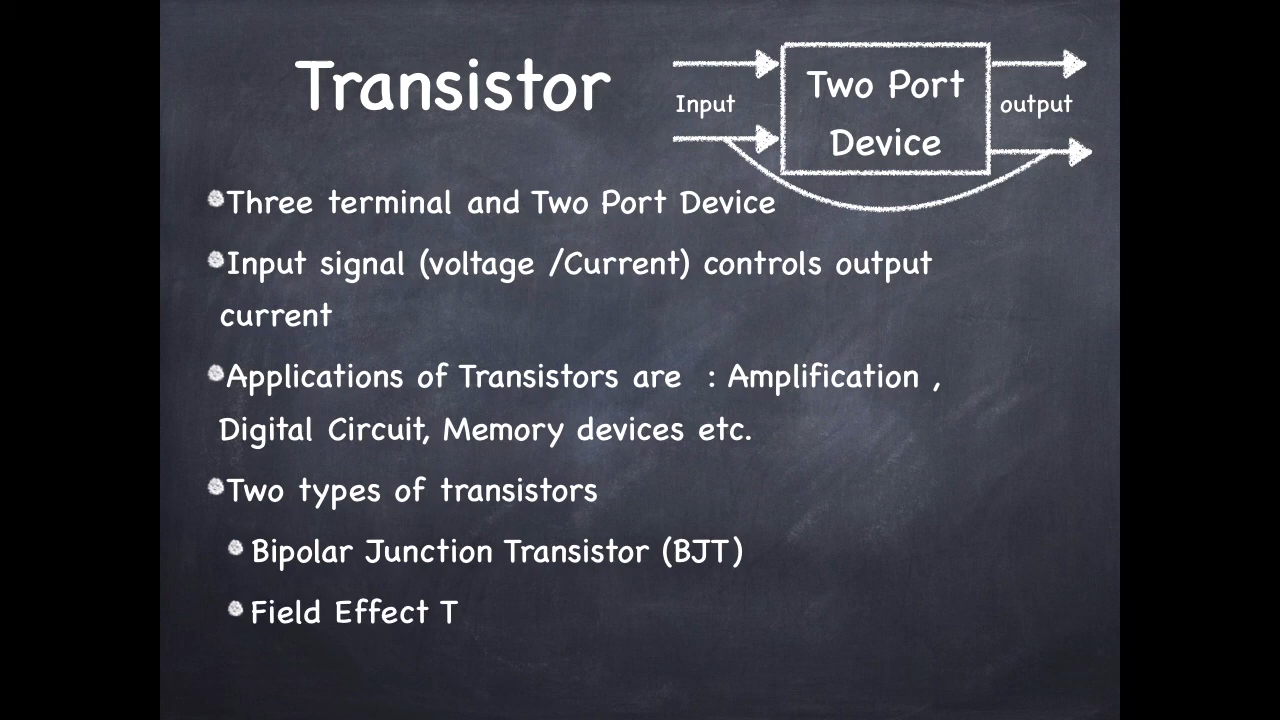 Transistor
Input
Two Port
Device
output
Three terminal and Two Port Device
Input signal (voltage /Current) controls output
current
Applications of Transistors are : Amplification ,
Digital Circuit, Memory devices etc.
Two types of transistors
Bipolar Junction Transistor (BJT)
Field Effect T